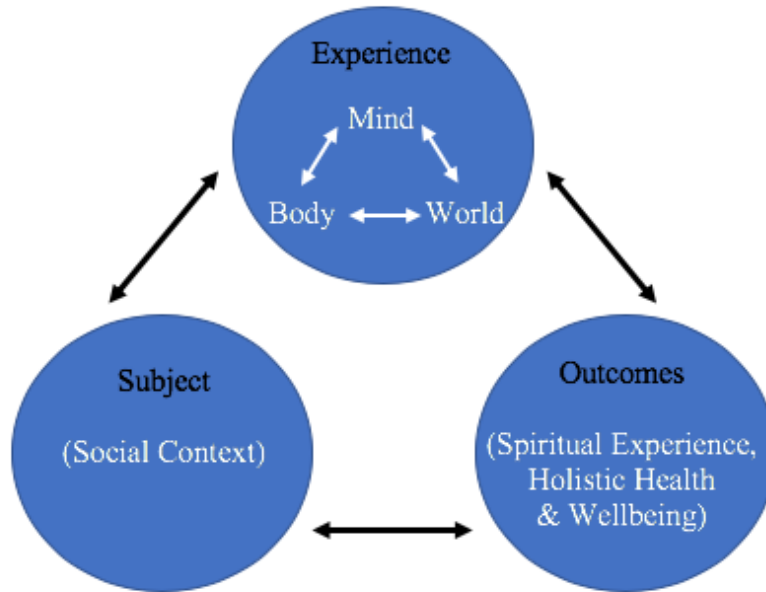 Experience
Mind
Body
World
Subject
(Social Context)
Outcomes
(Spiritual Experience,
Holistic Health
& Wellbeing)